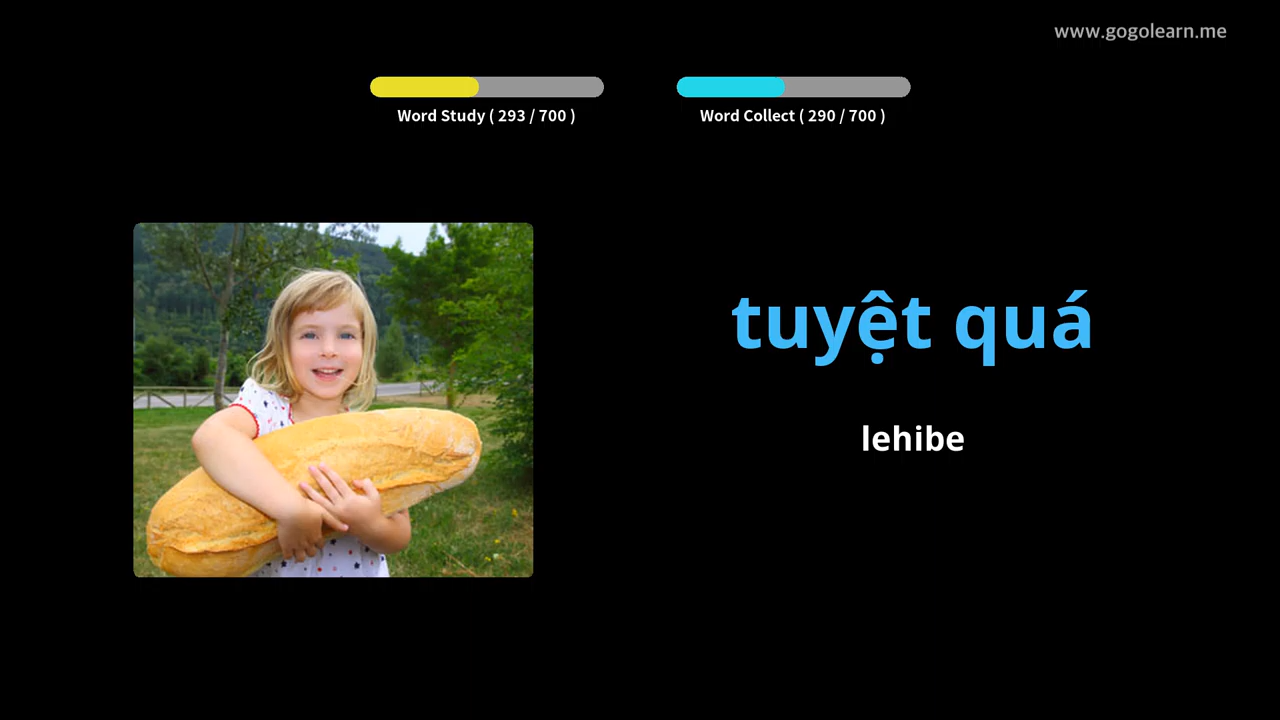 www.gogolearn.me
Word Study ( 293 / 700 )
Word Collect ( 290 / 700 )
tuyệt quá
lehibe